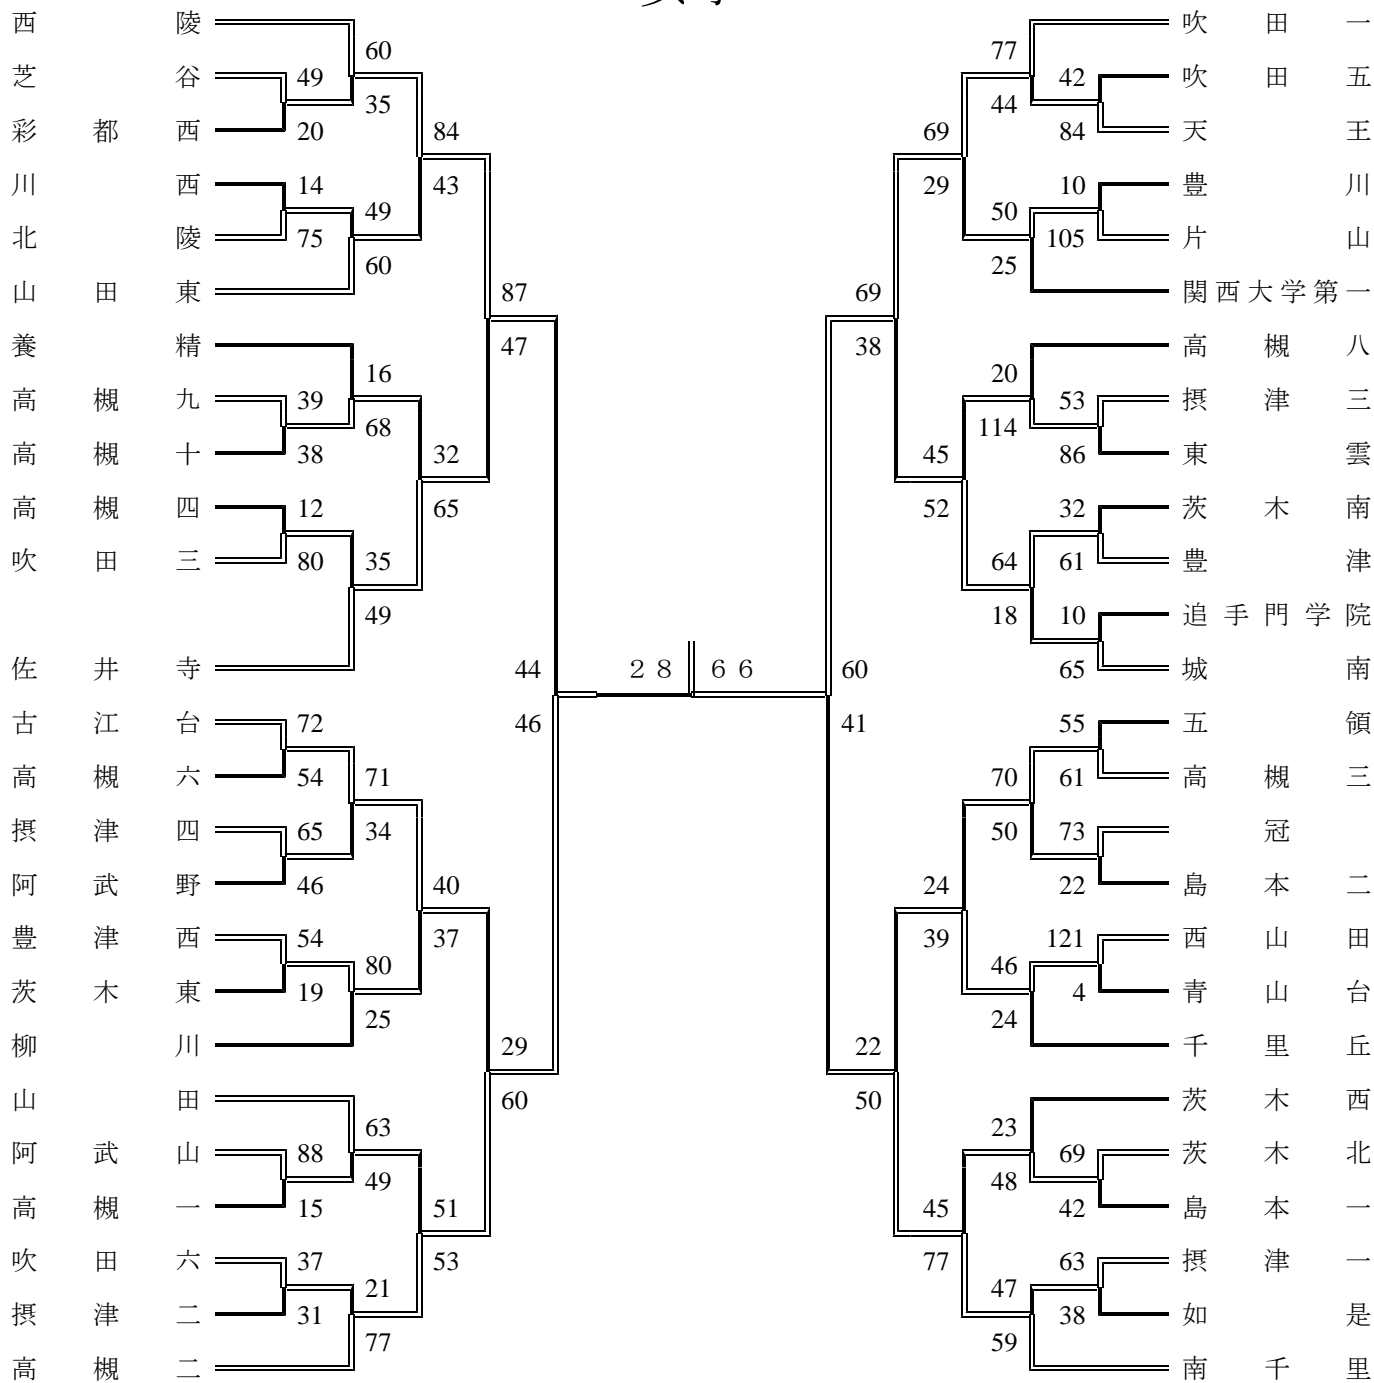 西陵 吹田一
60 77
芝谷 49 42 吹田五
35 44
彩都西 20 84 69 84 天王
川西 14 43 29 10 豊川
49 50
北陵 75 105 片山
60 25
山田東 87 69 関西大学第一
養精 47 38 高槻八
16 20
高槻九 39 53 摂津三
68 114
高槻十 38 32 45 86 東雲
高槻四 12 65 52 32 茨木南
吹田三 80 35 64 61 豊津
49 18 10 追手門学院
佐井寺 44 28 66 60 65 城南
古江台 72 46 41 55 五領
高槻六 54 71 70 61 高槻三
摂津四 65 34 50 73 冠
阿武野 46 40 24 22 島本二
豊津西 54 37 39 121 西山田
80 46
茨木東 19 4 青山台
25 24
柳川 29 22 千里丘
山田 60 50 茨木西
63 23
阿武山 88 69 茨木北
49 48
高槻一 15 51 45 42 島本一
吹田六 37 53 77 63 摂津一
21 47
摂津二 31 38 如是
77 59
高槻二 南千里